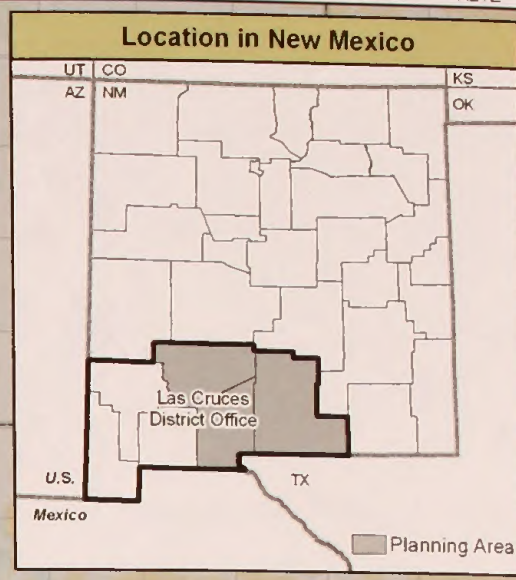 Location in New Mexico
UT CO
KS
AZ NM
OK
Las Cruces
District Office
U.S.
TX
Mexico
Planning Area